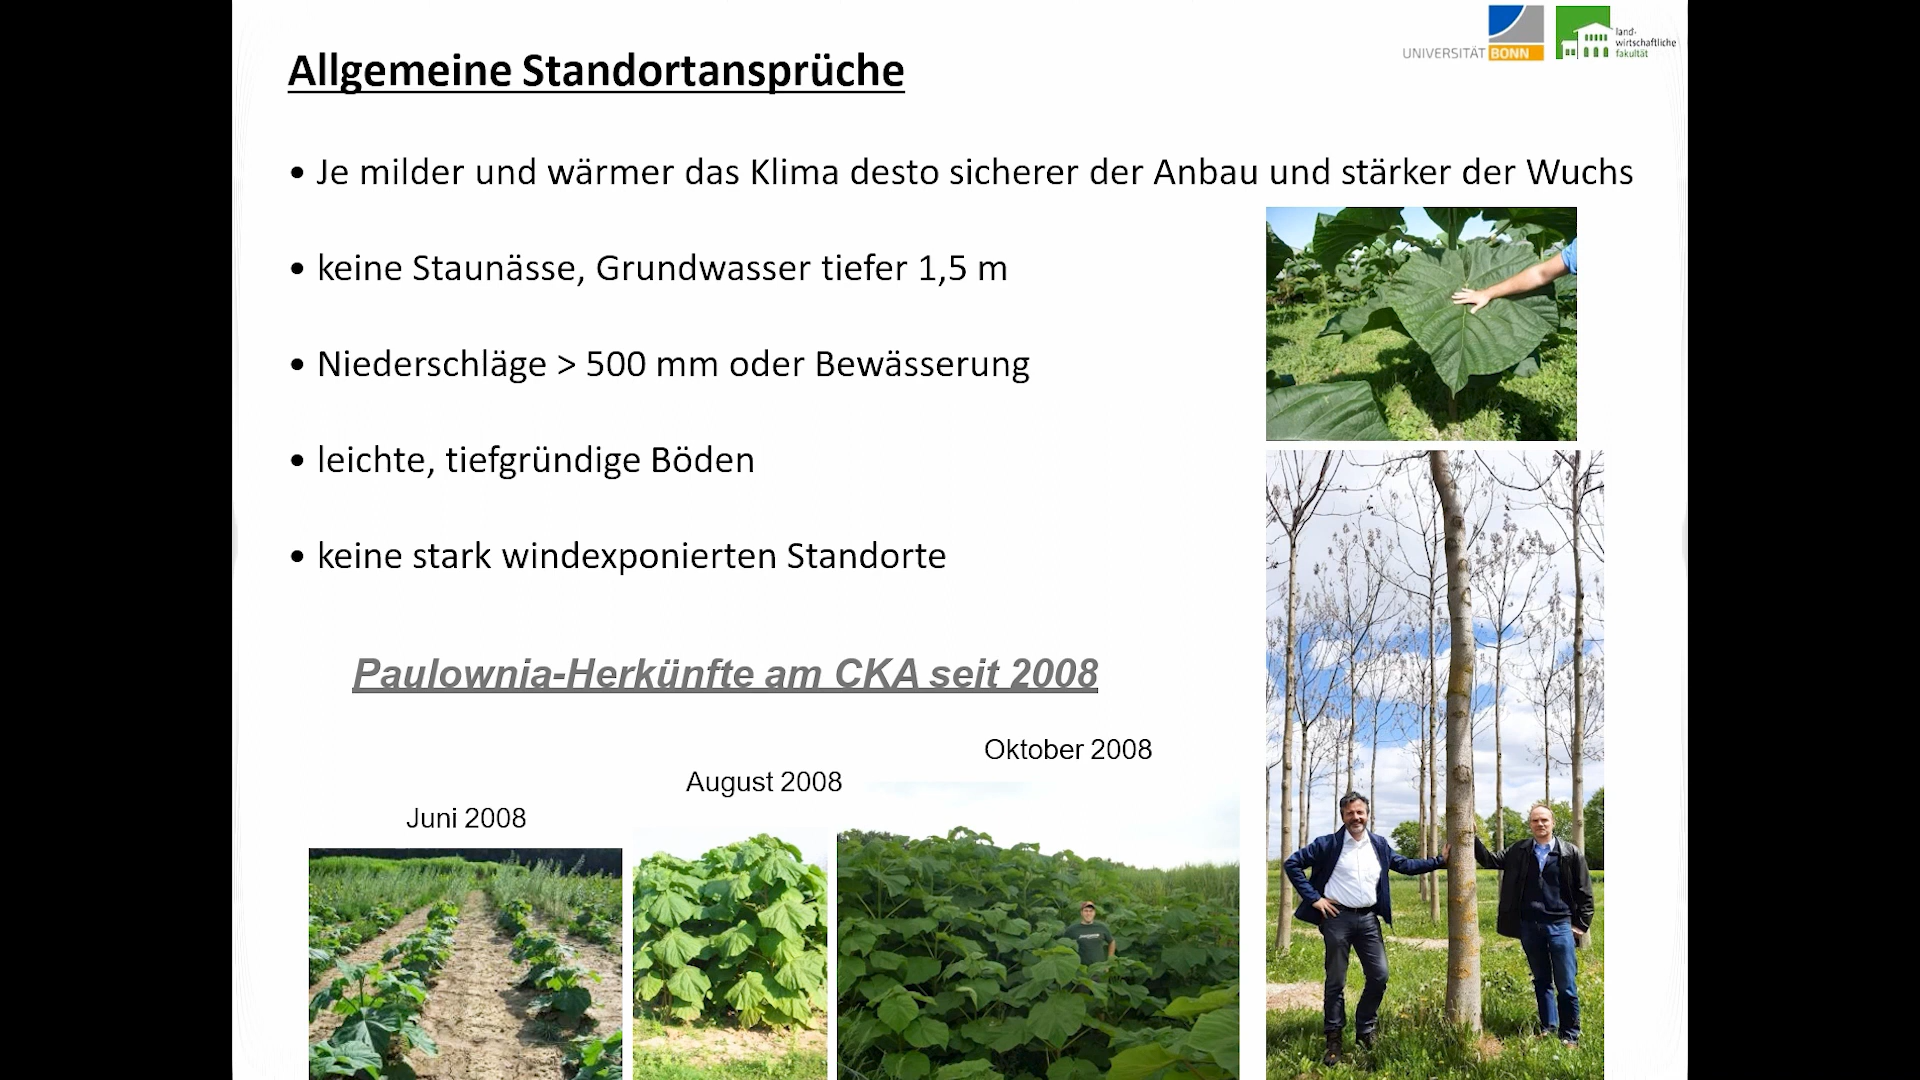 UNIVERSITÄT BONN
land-
wirtschaftliche
fakultät
Allgemeine Standortansprüche
• Je milder und wärmer das Klima desto sicherer der Anbau und stärker der Wuchs
• keine Staunässe, Grundwasser tiefer 1,5 m
• Niederschläge > 500 mm oder Bewässerung
• leichte, tiefgründige Böden
• keine stark windexponierten Standorte
Paulownia-Herkünfte am CKA seit 2008
Juni 2008
August 2008
Oktober 2008